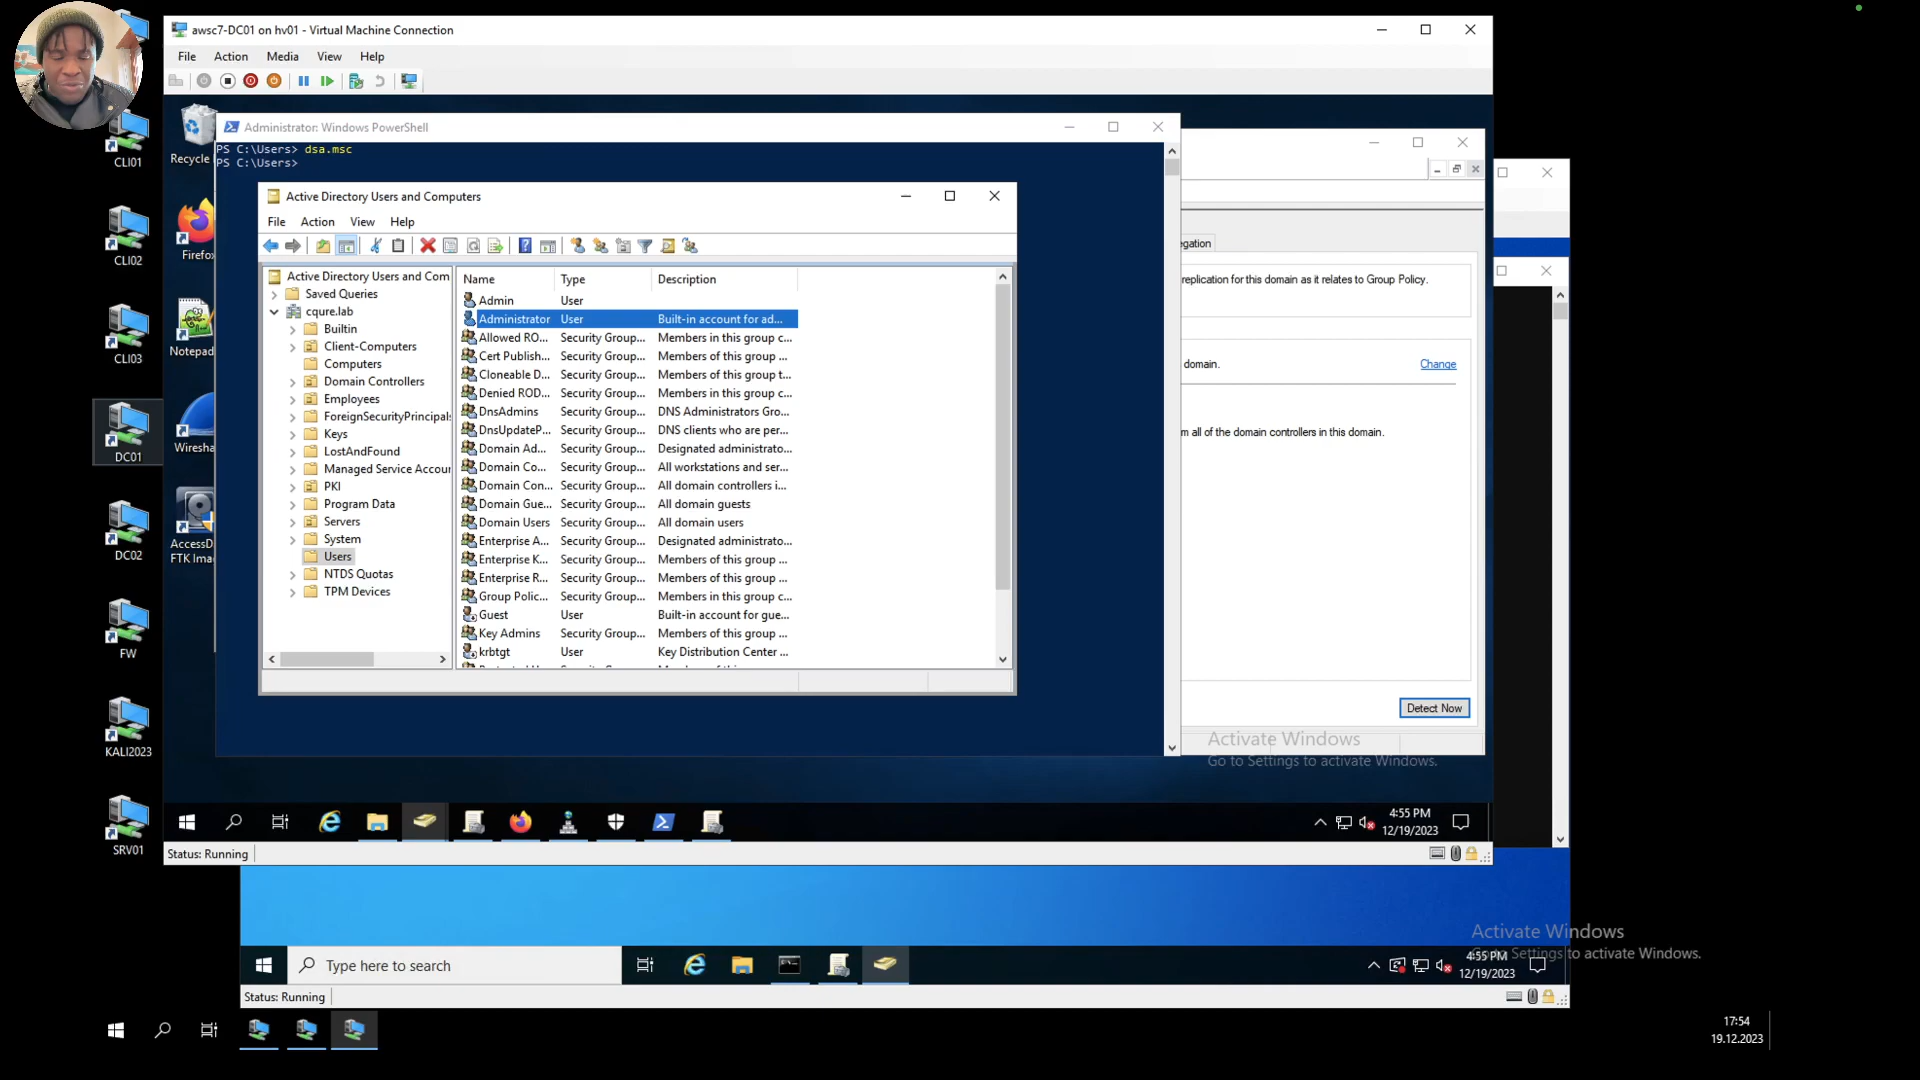 awsc7-DC01 on hv01 - Virtual Machine Connection
File Action Media View Help
CLI01
CLI02
CLI03
DC01
DC02
FW
KALI2023
SRV01
Recycle
Firefox
Notepad
Wiresha
AccessD
FTK Ima
Administrator: Windows PowerShell
PS C:\Users> dsa.msc
PS C:\Users>
Active Directory Users and Computers
File Action View Help
Active Directory Users and Com
Saved Queries
cqure.lab
Builtin
Client-Computers
Computers
Domain Controllers
Employees
ForeignSecurityPrincipals
Keys
LostAndFound
Managed Service Accour
PKI
Program Data
Servers
System
Users
NTDS Quotas
TPM Devices
Name Type Description
Admin User
Administrator User Built-in account for ad...
Allowed RO... Security Group... Members in this group c...
Cert Publish... Security Group... Members of this group ...
Cloneable D... Security Group... Members of this group t...
Denied ROD... Security Group... Members in this group c...
DnsAdmins Security Group... DNS Administrators Gro...
DnsUpdateP... Security Group... DNS clients who are per...
Domain Ad... Security Group... Designated administrato...
Domain Co... Security Group... All workstations and ser...
Domain Con... Security Group... All domain controllers i...
Domain Gue... Security Group... All domain guests
Domain Users Security Group... All domain users
Enterprise A... Security Group... Designated administrato...
Enterprise K... Security Group... Members of this group ...
Enterprise R... Security Group... Members of this group ...
Group Polic... Security Group... Members in this group c...
Guest User Built-in account for gue...
Key Admins Security Group... Members of this group ...
krbtgt User Key Distribution Center ...
egation
replication for this domain as it relates to Group Policy.
domain.
Change
m all of the domain controllers in this domain.
Detect Now
Activate Windows
Go to Settings to activate Windows.
4:55 PM
12/19/2023
Status: Running
Activate Windows
Go to Settings to activate Windows.
Type here to search
4:55 PM
12/19/2023
Status: Running
17:54
19.12.2023